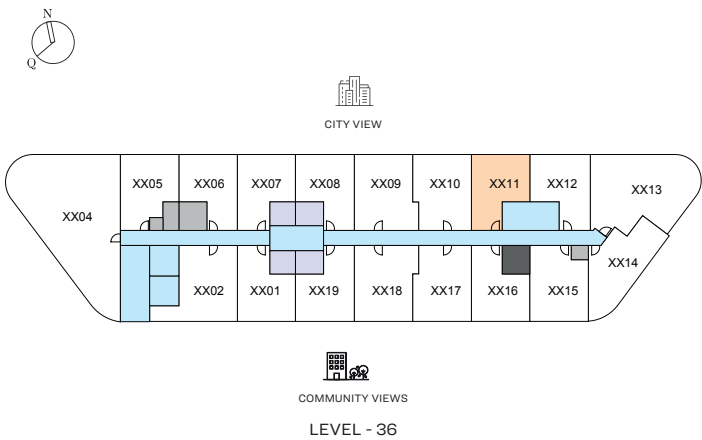 N
Q
CITY VIEW
XX05 XX06 XX07 XX08 XX09 XX10 XX11 XX12 XX13
XX04
XX14
XX02 XX01 XX19 XX18 XX17 XX16 XX15
COMMUNITY VIEWS
LEVEL - 36